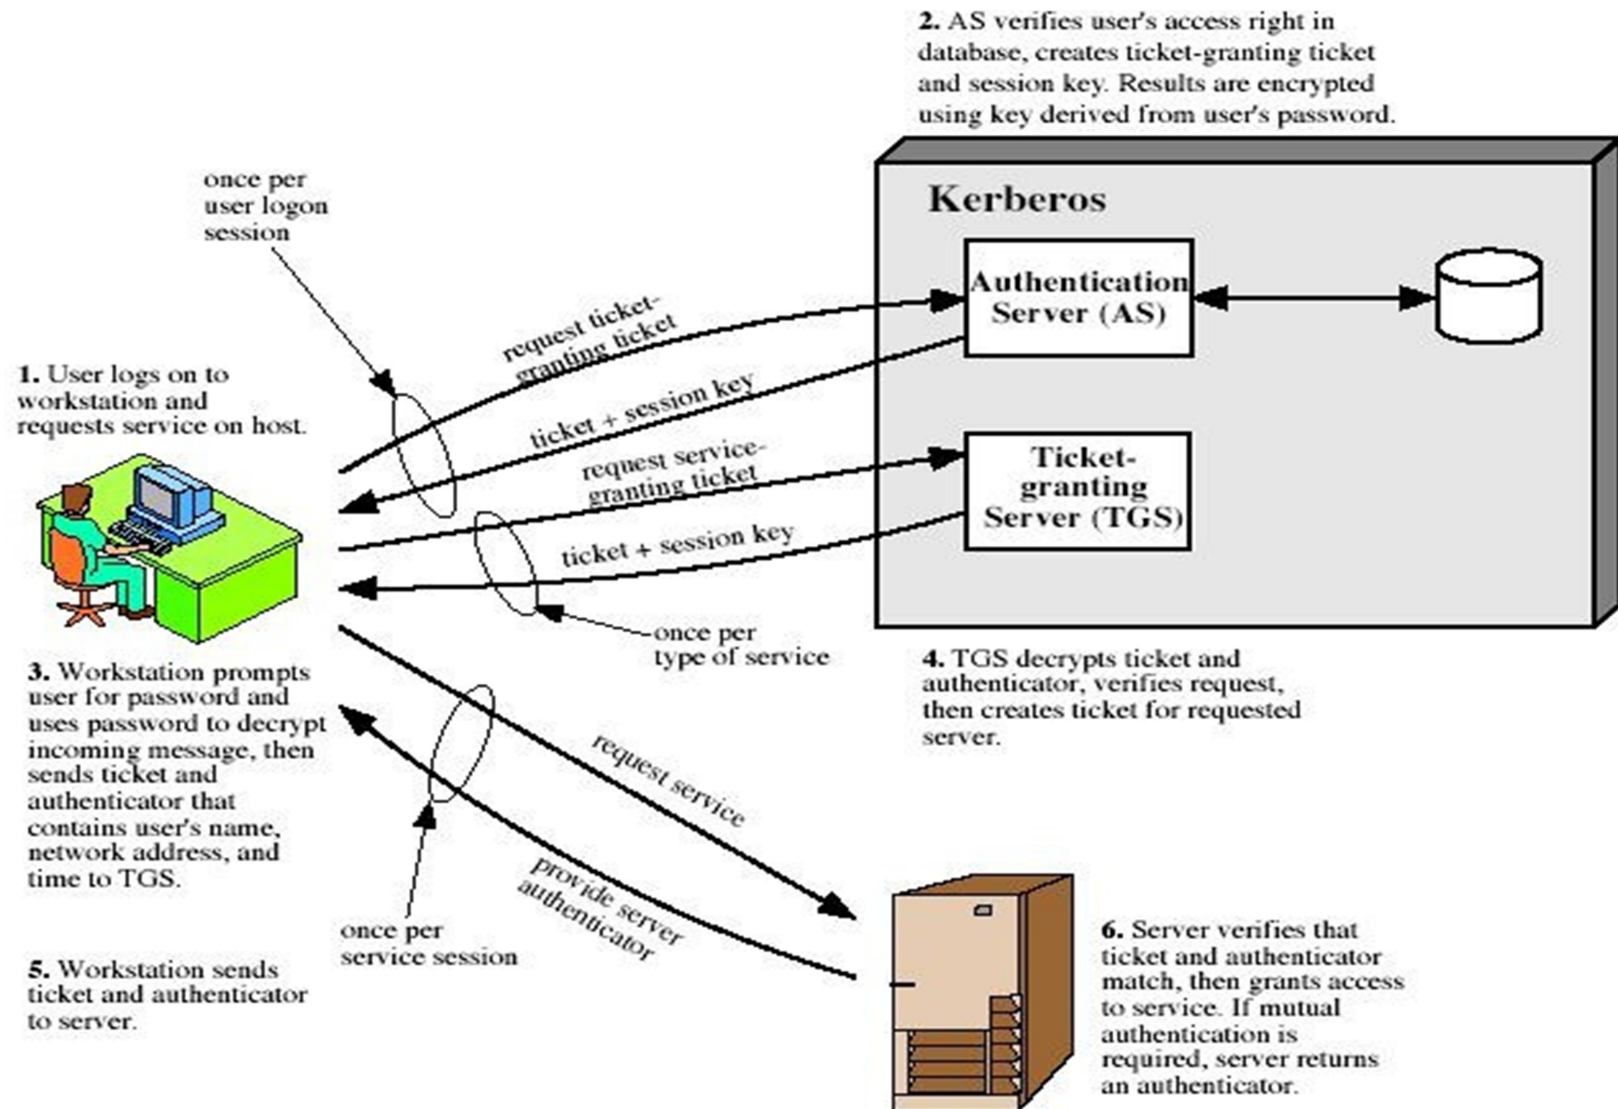 2. AS verifies user's access right in
database, creates ticket-granting ticket
and session key. Results are encrypted
using key derived from user's password.
once per
user logon
session
Kerberos
Authentication
Server (AS)
request ticket-
granting ticket
1. User logs on to
workstation and
requests service on host.
ticket + session key
request service-
granting ticket
Ticket-
granting
Server (TGS)
ticket + session key
once per
type of service
3. Workstation prompts
user for password and
uses password to decrypt
incoming message, then
sends ticket and
authenticator that
contains user's name,
network address, and
time to TGS.
4. TGS decrypts ticket and
authenticator, verifies request,
then creates ticket for requested
server.
request service
provide server
authenticator
once per
service session
5. Workstation sends
ticket and authenticator
to server.
6. Server verifies that
ticket and authenticator
match, then grants access
to service. If mutual
authentication is
required, server returns
an authenticator.